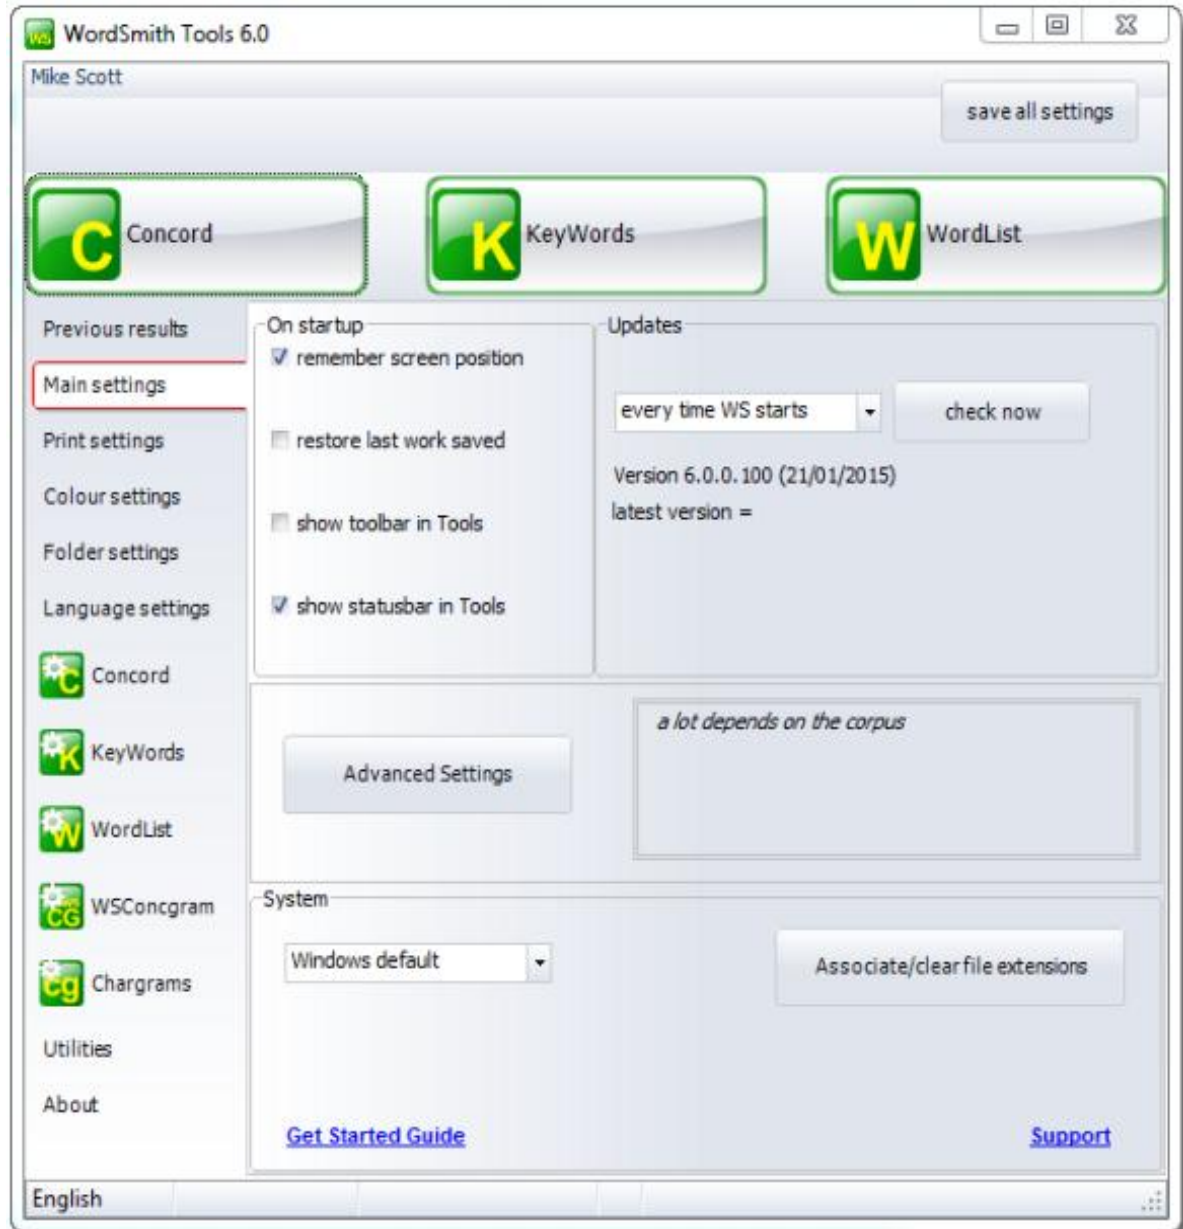 WordSmith Tools 6.0
Mike Scott
save all settings
C Concord
K KeyWords
W WordList
Previous results
Main settings
Print settings
Colour settings
Folder settings
Language settings
C Concord
K KeyWords
W WordList
CG WSConcgram
cg Chargrams
Utilities
About
On startup
remember screen position
restore last work saved
show toolbar in Tools
show statusbar in Tools
Updates
every time WS starts
check now
Version 6.0.0.100 (21/01/2015)
latest version =
Advanced Settings
a lot depends on the corpus
System
Windows default
Associate/clear file extensions
Get Started Guide
Support
English